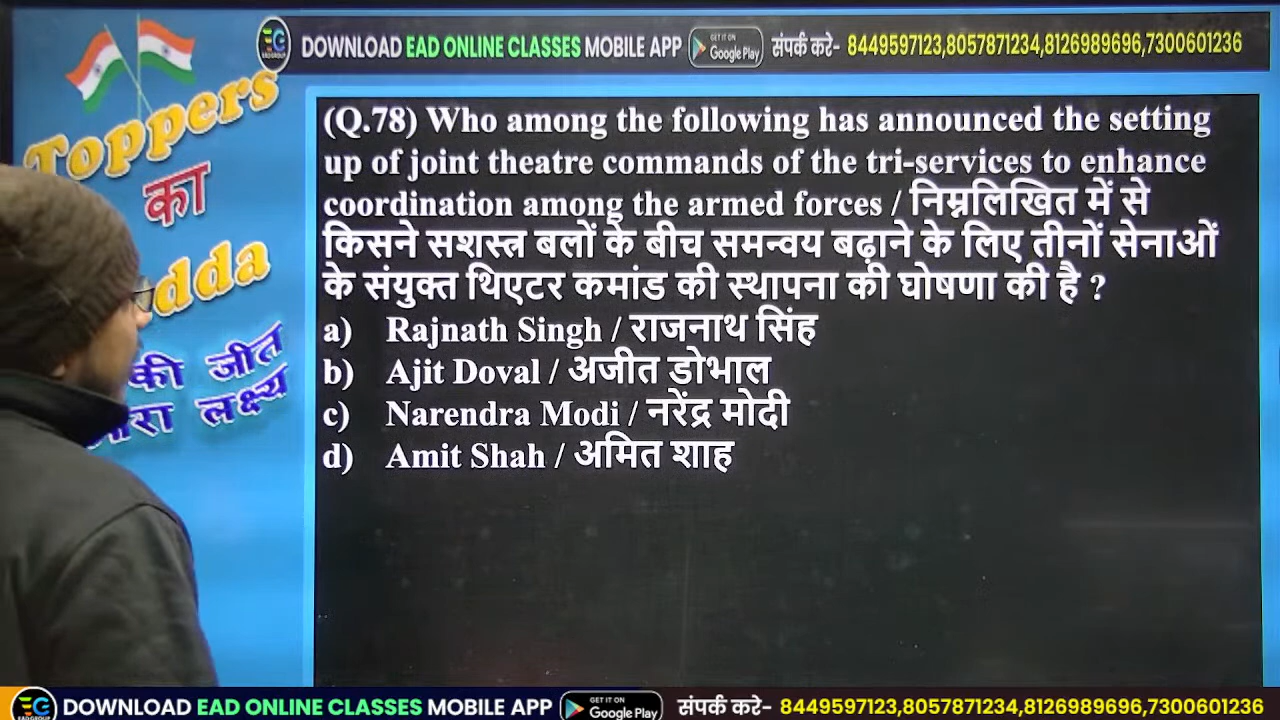 DOWNLOAD EAD ONLINE CLASSES MOBILE APP GET IT ON Google Play संपर्क करे- 8449597123,8057871234,8126989696,7300601236
Toppers
का
dda
की जीत
लक्ष्य
(Q.78) Who among the following has announced the setting
up of joint theatre commands of the tri-services to enhance
coordination among the armed forces / निम्नलिखित में से
किसने सशस्त्र बलों के बीच समन्वय बढ़ाने के लिए तीनों सेनाओं
के संयुक्त थिएटर कमांड की स्थापना की घोषणा की है ?
a) Rajnath Singh / राजनाथ सिंह
b) Ajit Doval / अजीत डोभाल
c) Narendra Modi / नरेंद्र मोदी
d) Amit Shah / अमित शाह
DOWNLOAD EAD ONLINE CLASSES MOBILE APP GET IT ON Google Play संपर्क करे- 8449597123,8057871234,8126989696,7300601236